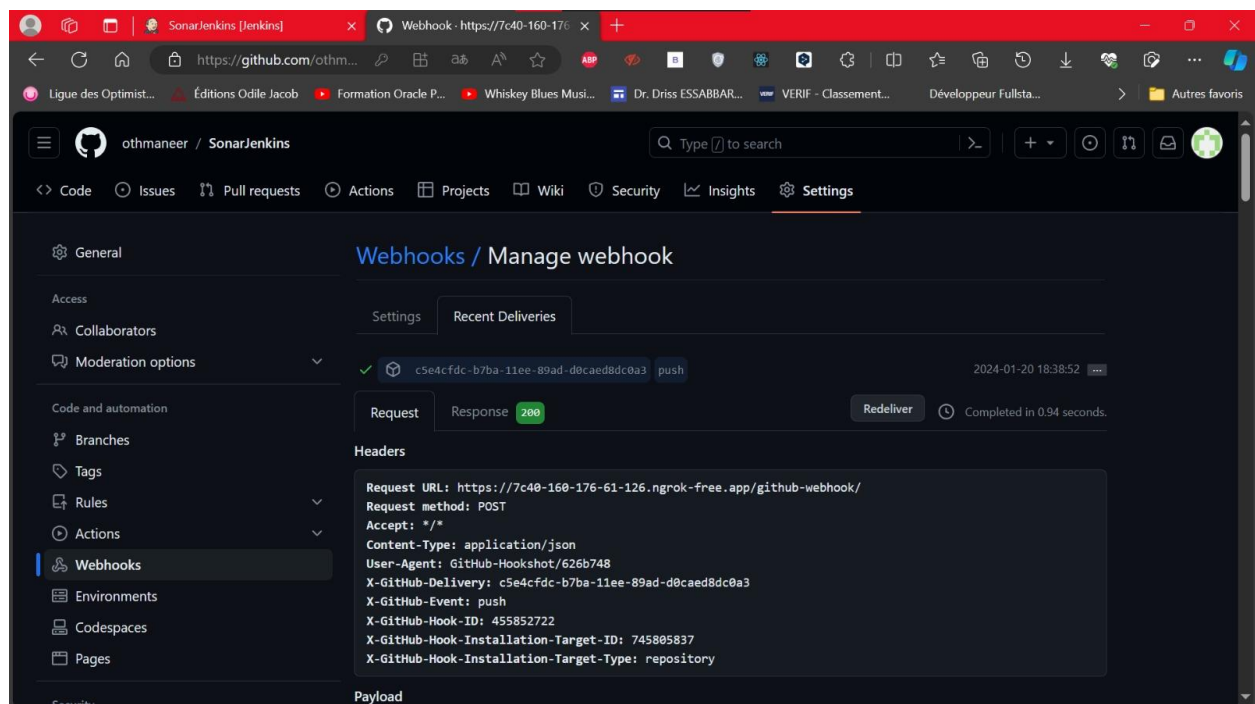 SonarJenkins [Jenkins]
Webhook · https://7c40-160-176
https://github.com/othm...
ABP
Ligue des Optimist...
Éditions Odile Jacob
Formation Oracle P...
Whiskey Blues Musi...
Dr. Driss ESSABBAR...
VERIF - Classement...
Développeur Fullsta...
Autres favoris
othmaneer / SonarJenkins
Type / to search
Code
Issues
Pull requests
Actions
Projects
Wiki
Security
Insights
Settings
General
Access
Collaborators
Moderation options
Code and automation
Branches
Tags
Rules
Actions
Webhooks
Environments
Codespaces
Pages
Security
Webhooks / Manage webhook
Settings
Recent Deliveries
c5e4cfdc-b7ba-11ee-89ad-d0caed8dc0a3 push
2024-01-20 18:38:52
Request
Response 200
Redeliver
Completed in 0.94 seconds.
Headers
Request URL: https://7c40-160-176-61-126.ngrok-free.app/github-webhook/
Request method: POST
Accept: */*
Content-Type: application/json
User-Agent: GitHub-Hookshot/626b748
X-GitHub-Delivery: c5e4cfdc-b7ba-11ee-89ad-d0caed8dc0a3
X-GitHub-Event: push
X-GitHub-Hook-ID: 455852722
X-GitHub-Hook-Installation-Target-ID: 745805837
X-GitHub-Hook-Installation-Target-Type: repository
Payload